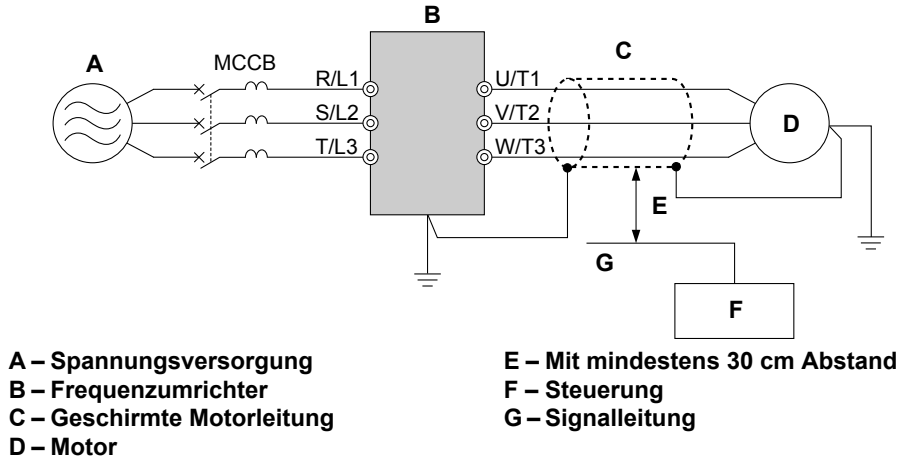 B
A
MCCB
C
R/L1
U/T1
S/L2
V/T2
D
T/L3
W/T3
E
G
F
A – Spannungsversorgung
B – Frequenzumrichter
C – Geschirmte Motorleitung
D – Motor
E – Mit mindestens 30 cm Abstand
F – Steuerung
G – Signalleitung